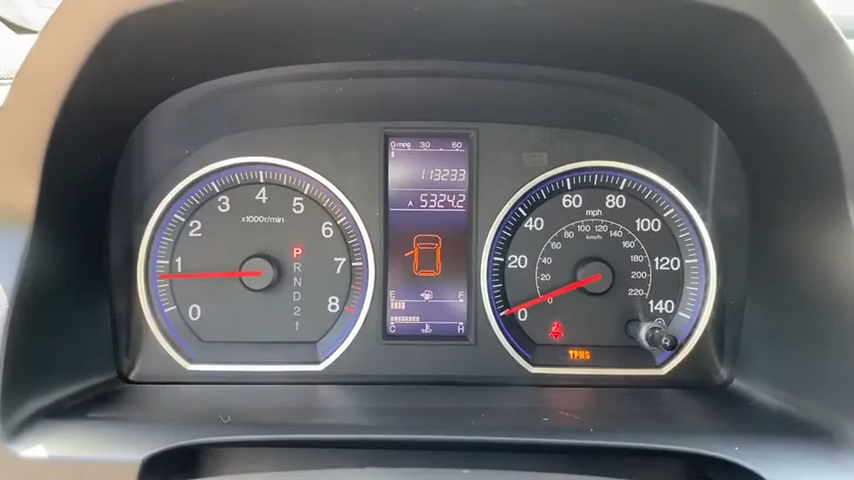 0 mpg 30 60
113233
A 5324.2
E F
C H
0 1 2 3 4 5 6 7 8
x1000r/min
P
R
N
D
2
1
0 20 40 60 80 100 120 140
mph
0 20 40 60 80 100 120 140 160 180 200 220
km/h
TPMS